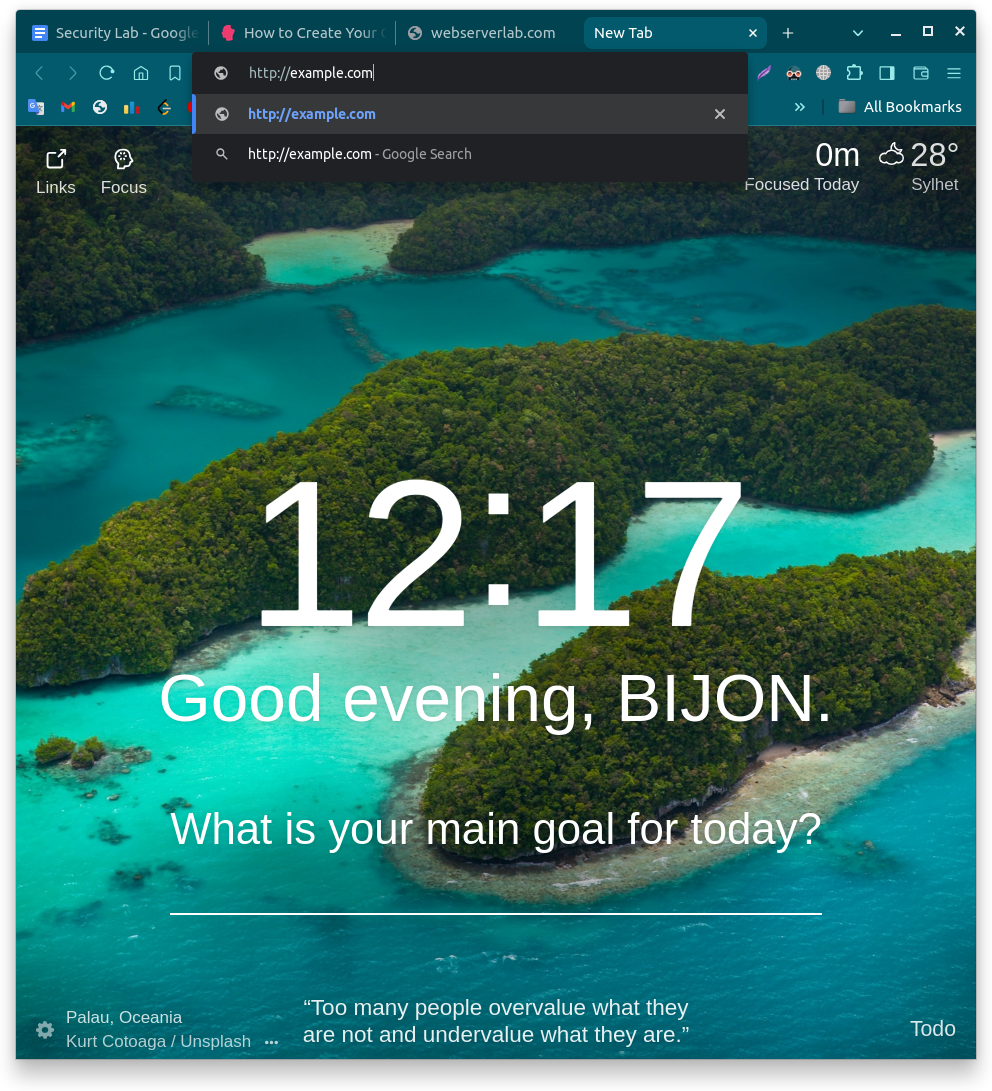 Security Lab - Google
How to Create Your C
webserverlab.com
New Tab
http://example.com
http://example.com
http://example.com - Google Search
All Bookmarks
Links
Focus
0m
Focused Today
28°
Sylhet
12:17
Good evening, BIJON.
What is your main goal for today?
“Too many people overvalue what they
are not and undervalue what they are.”
Palau, Oceania
Kurt Cotoaga / Unsplash
Todo